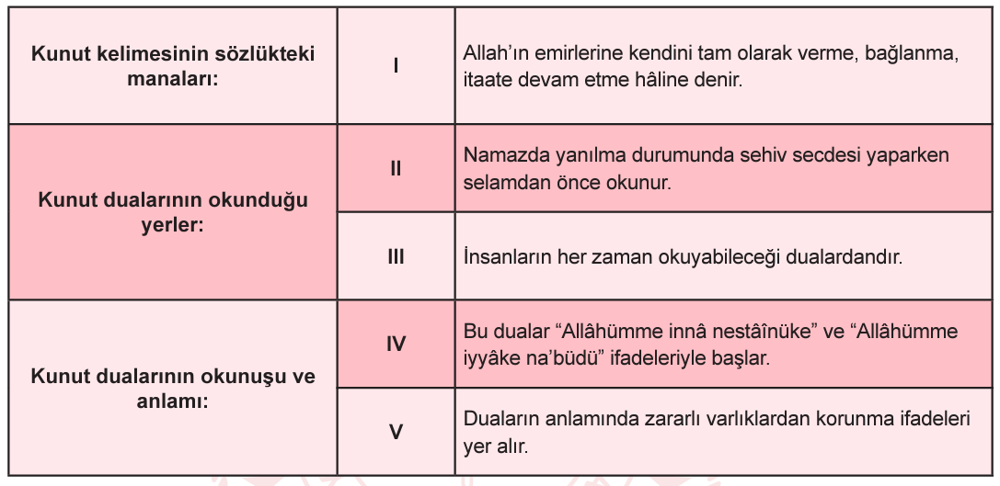 Kunut kelimesinin sözlükteki
manaları:
I
Allah’ın emirlerine kendini tam olarak verme, bağlanma,
itaate devam etme hâline denir.
Kunut dualarının okunduğu
yerler:
II
Namazda yanılma durumunda sehiv secdesi yaparken
selamdan önce okunur.
III
İnsanların her zaman okuyabileceği dualardandır.
Kunut dualarının okunuşu ve
anlamı:
IV
Bu dualar “Allâhümme innâ nestâînüke” ve “Allâhümme
iyyâke na’büdü” ifadeleriyle başlar.
V
Duaların anlamında zararlı varlıklardan korunma ifadeleri
yer alır.